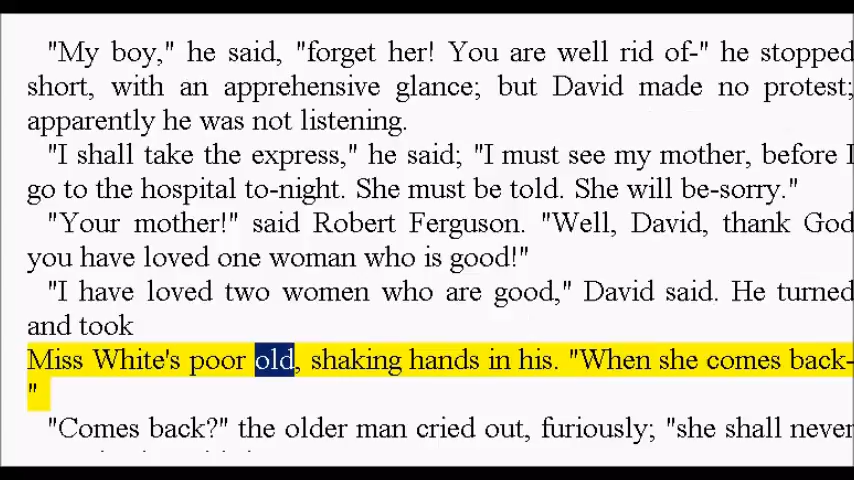 "My boy," he said, "forget her! You are well rid of-" he stopped
short, with an apprehensive glance; but David made no protest;
apparently he was not listening.
"I shall take the express," he said; "I must see my mother, before I
go to the hospital to-night. She must be told. She will be-sorry."
"Your mother!" said Robert Ferguson. "Well, David, thank God
you have loved one woman who is good!"
"I have loved two women who are good," David said. He turned
and took
Miss White's poor old, shaking hands in his. "When she comes back-
"
"Comes back?" the older man cried out, furiously; "she shall never